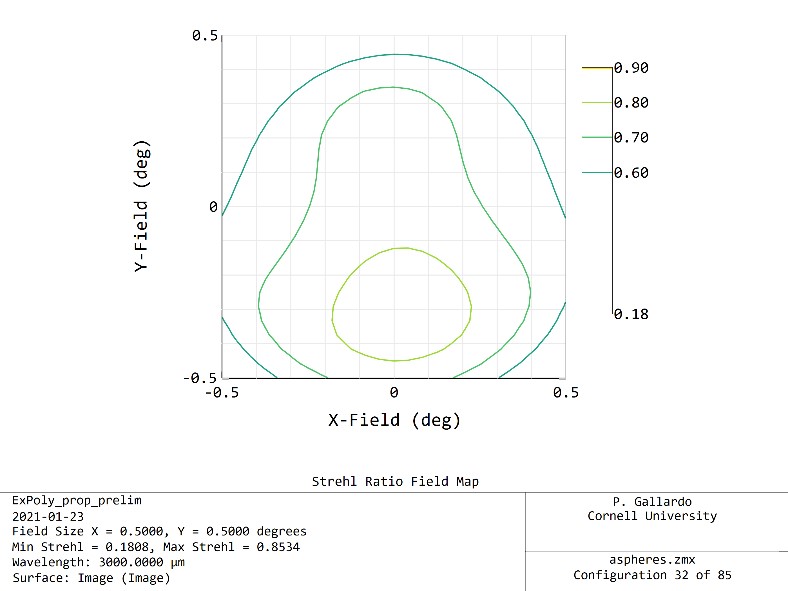 0.5
0
-0.5
-0.5
0
0.5
Y-Field (deg)
X-Field (deg)
0.90
0.80
0.70
0.60
0.18
Strehl Ratio Field Map
ExPoly_prop_prelim
2021-01-23
Field Size X = 0.5000, Y = 0.5000 degrees
Min Strehl = 0.1808, Max Strehl = 0.8534
Wavelength: 3000.0000 µm
Surface: Image (Image)
P. Gallardo
Cornell University
aspheres.zmx
Configuration 32 of 85